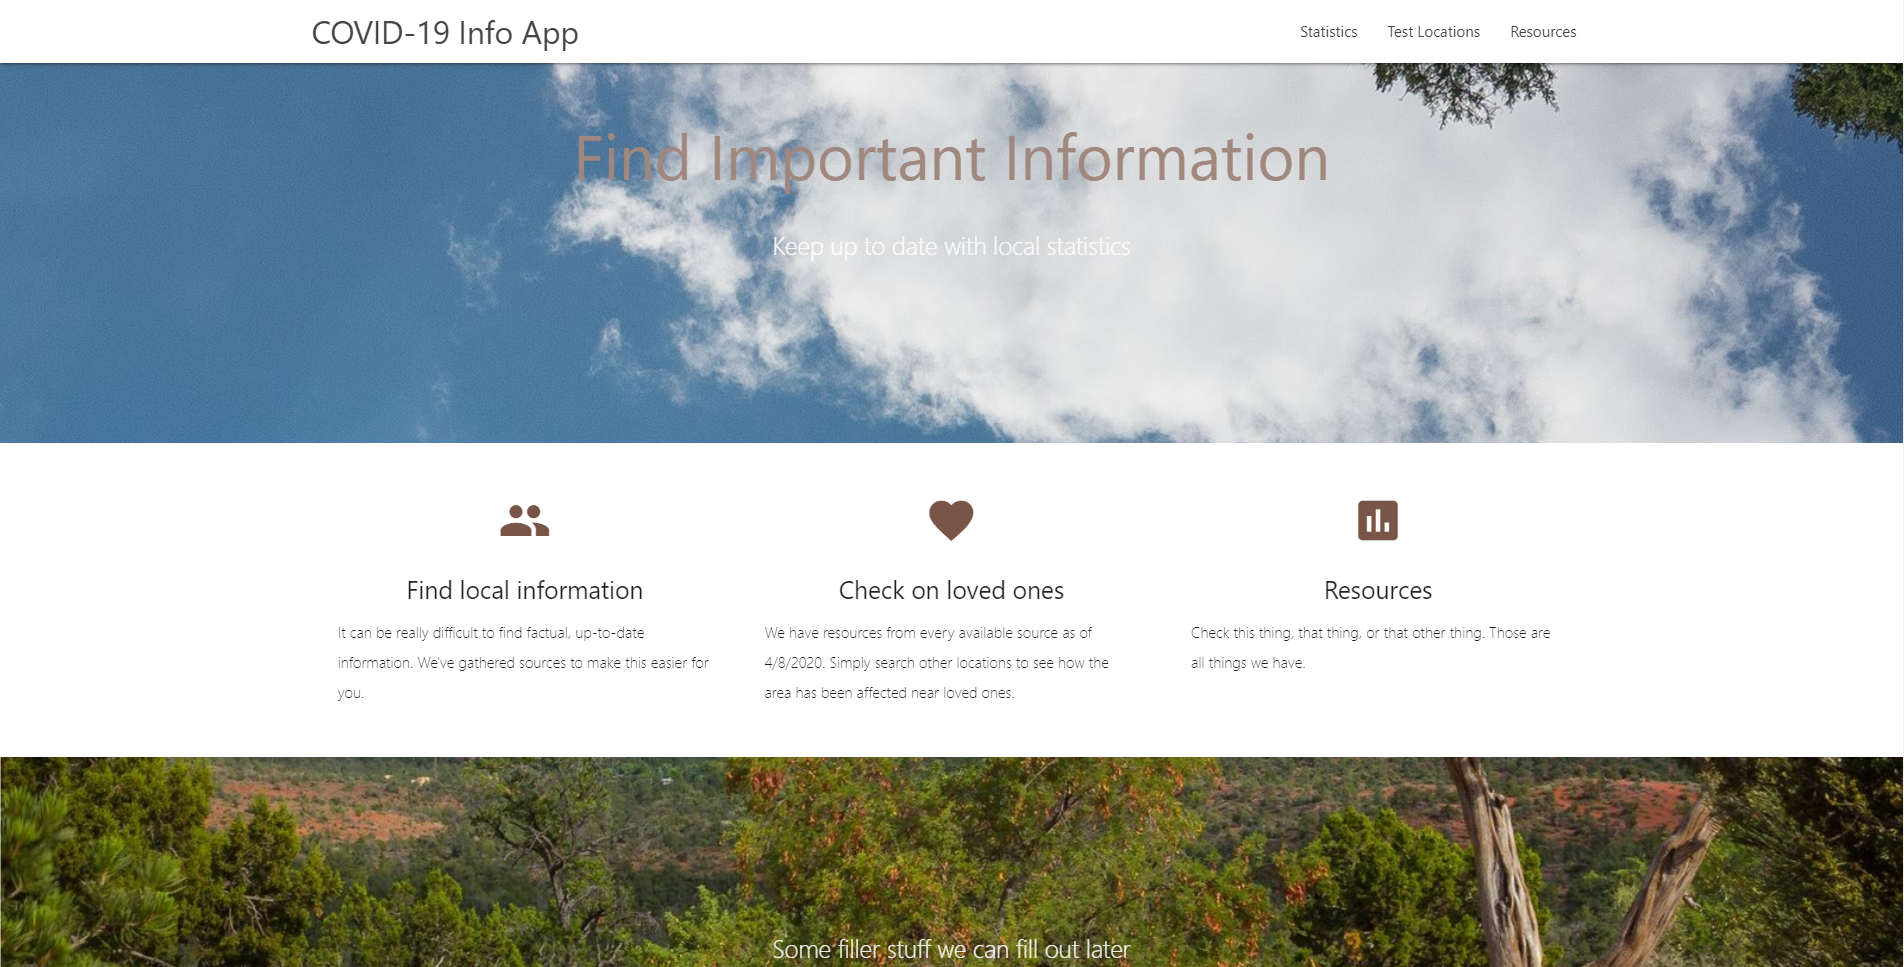 COVID-19 Info App
Statistics Test Locations Resources
Find Important Information
Keep up to date with local statistics
Find local information
It can be really difficult to find factual, up-to-date
information. We've gathered sources to make this easier for
you.
Check on loved ones
We have resources from every available source as of
4/8/2020. Simply search other locations to see how the
area has been affected near loved ones.
Resources
Check this thing, that thing, or that other thing. Those are
all things we have.
Some filler stuff we can fill out later